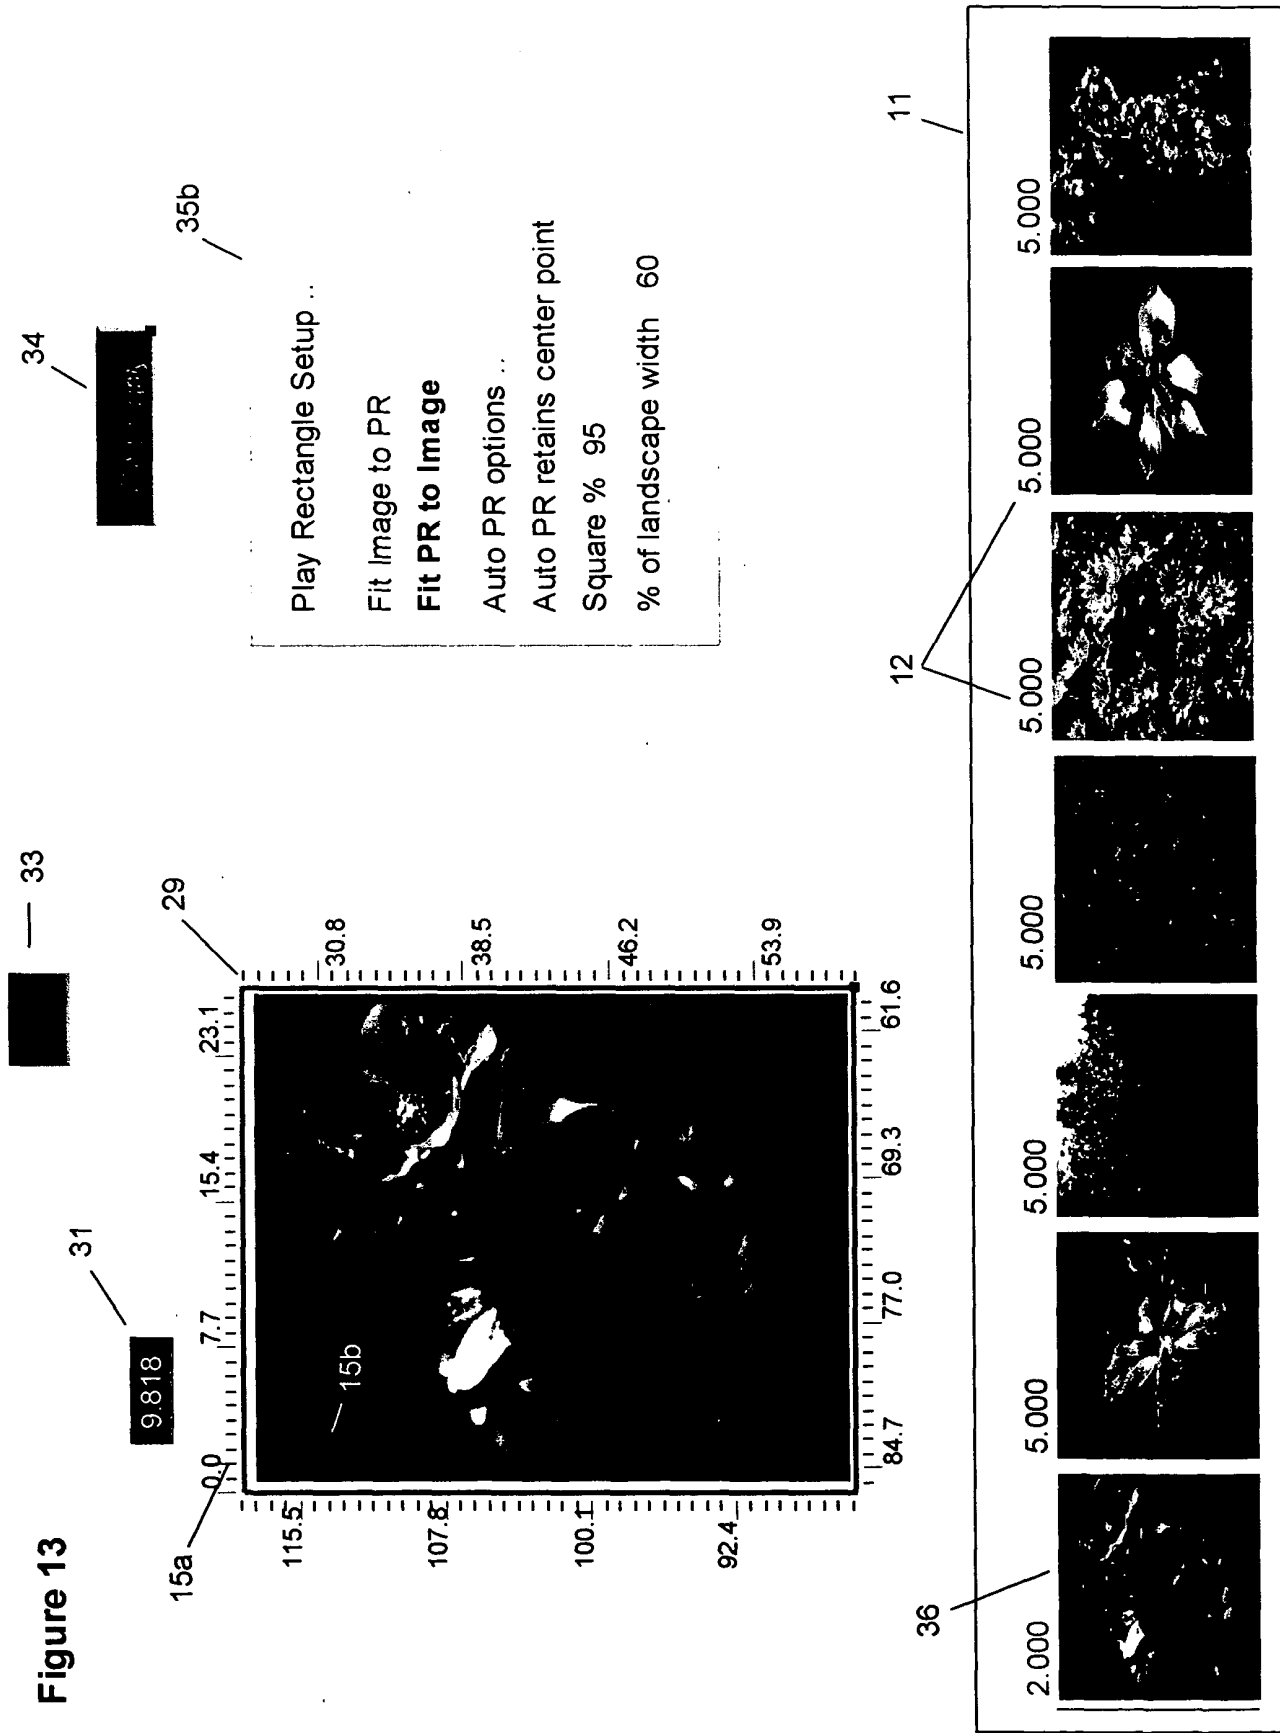 Figure 13
33
34
31
9.818
29
35b
15a
0.0
7.7
15.4
23.1
30.8
38.5
46.2
53.9
61.6
69.3
77.0
84.7
92.4
100.1
107.8
115.5
15b
Play Rectangle Setup ..
Fit Image to PR
Fit PR to Image
Auto PR options ..
Auto PR retains center point
Square % 95
% of landscape width 60
36
12
11
2.000
5.000
5.000
5.000
5.000
5.000
5.000